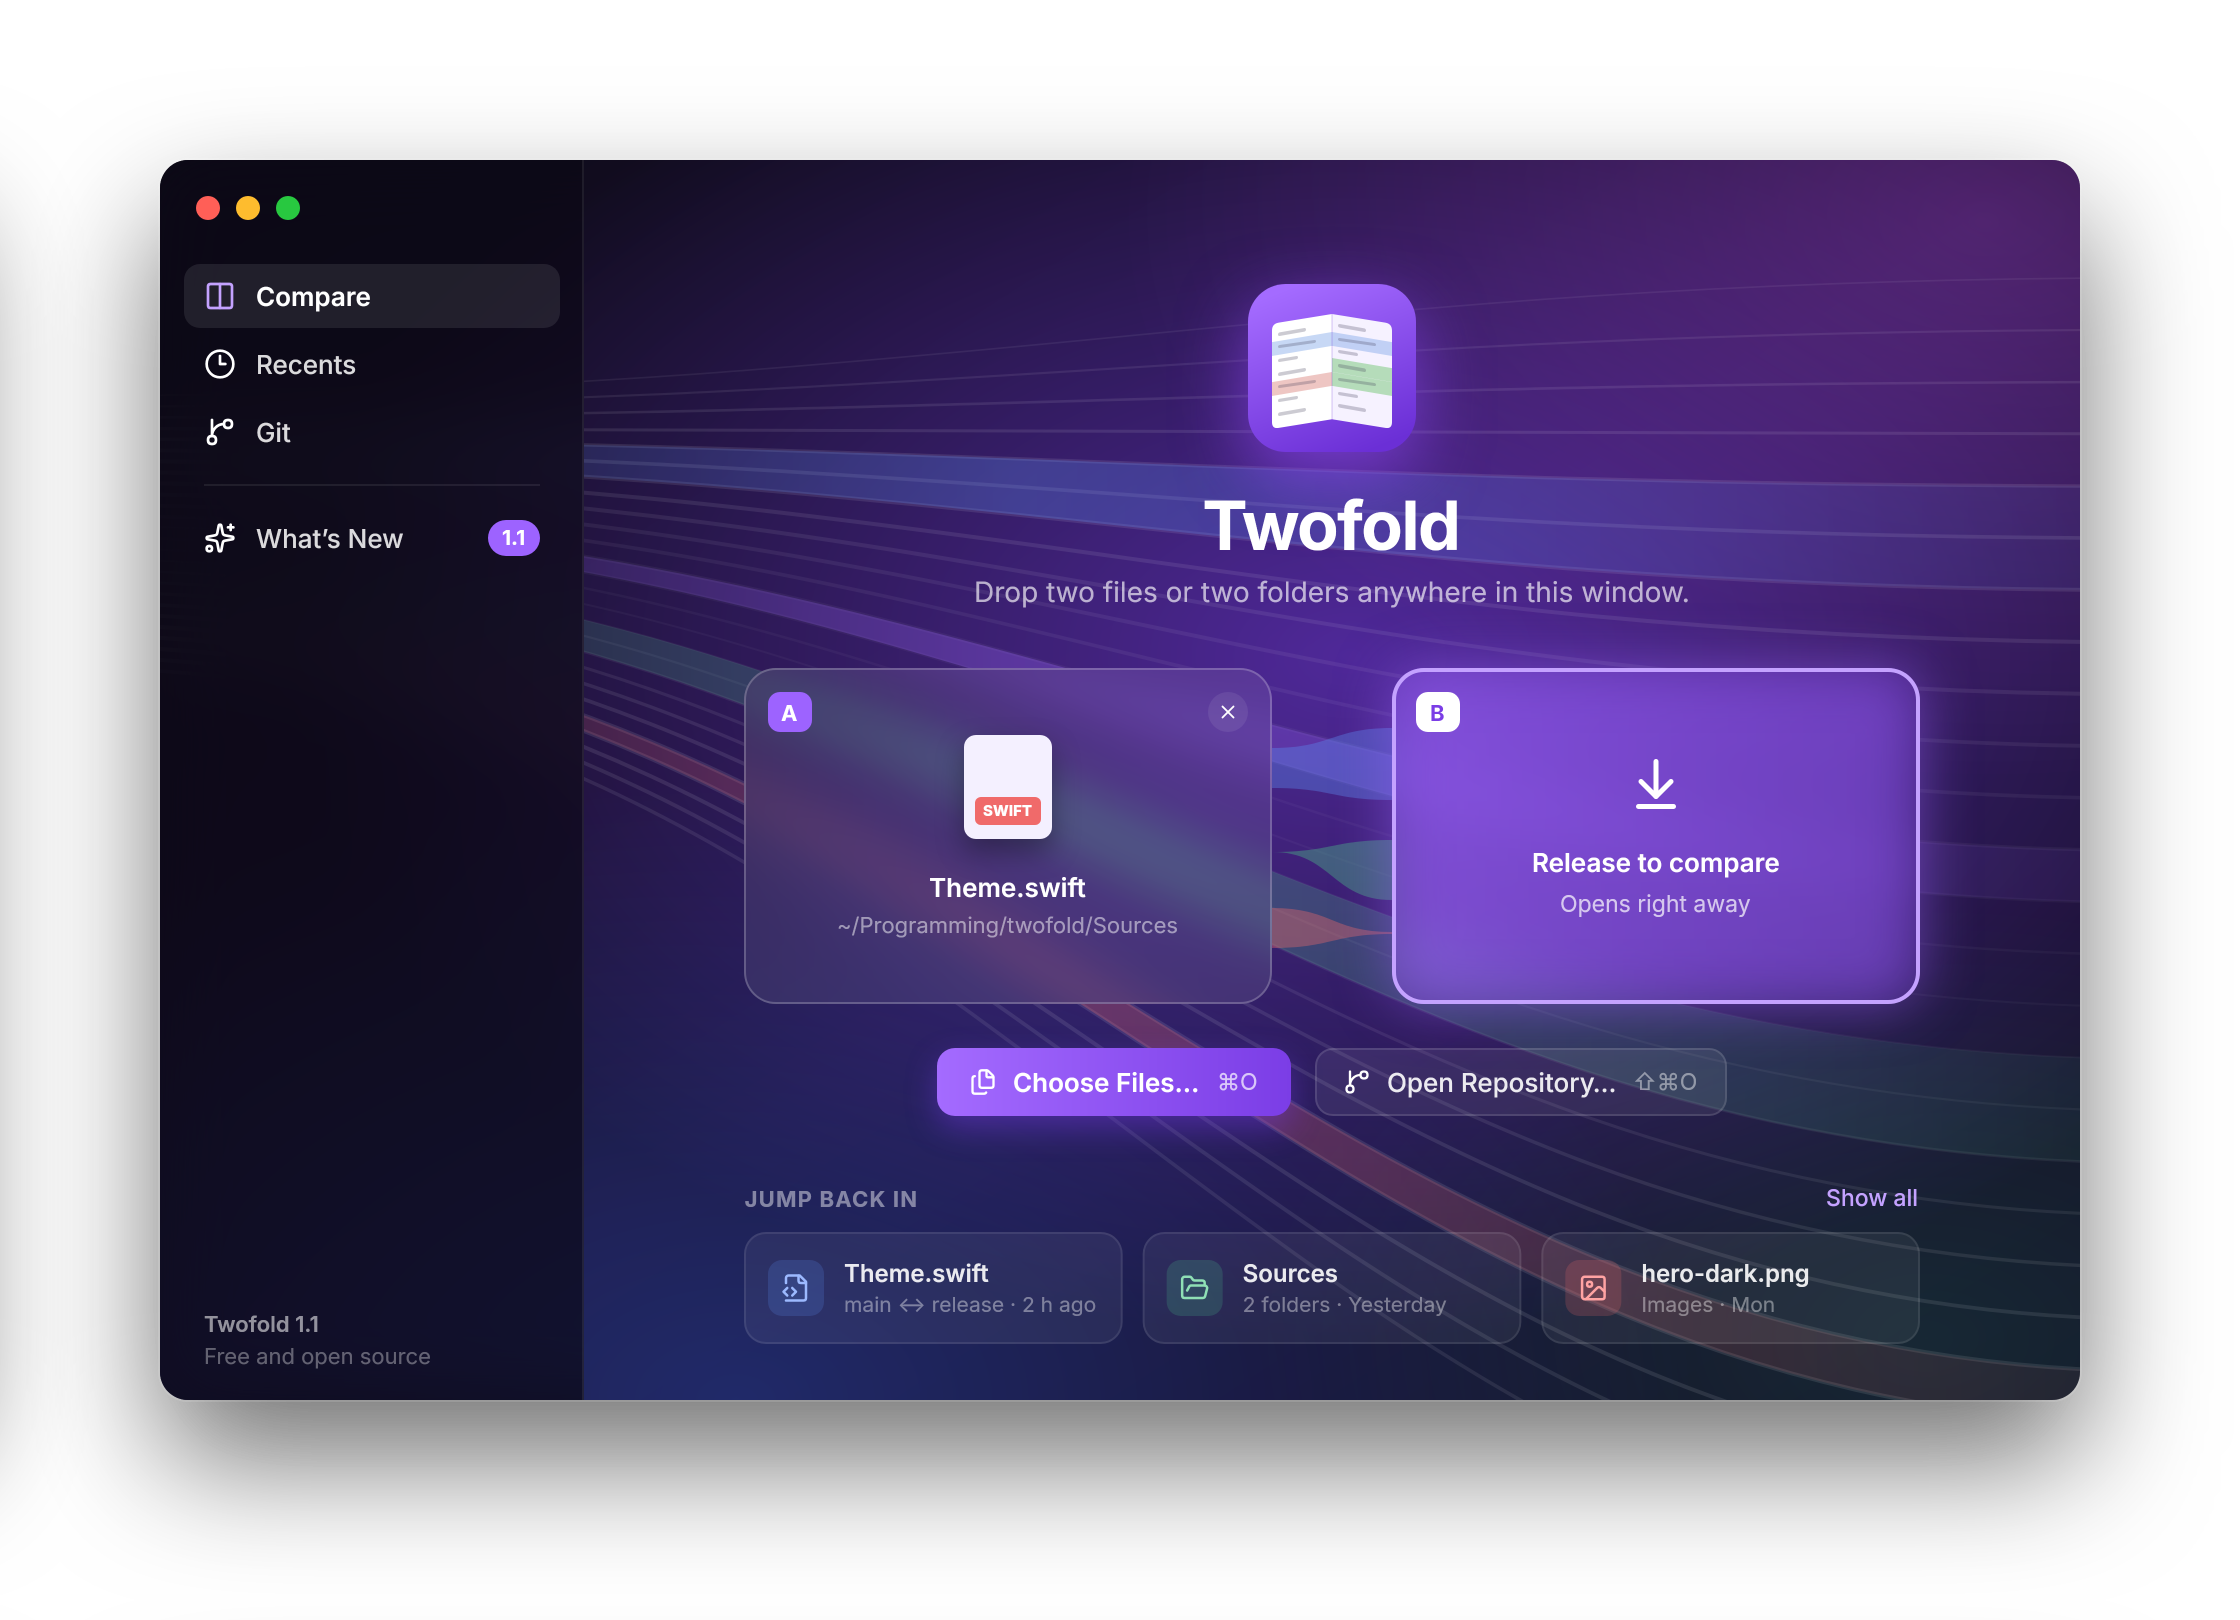 Compare
Recents
Git
What’s New 1.1
Twofold 1.1
Free and open source
Twofold
Drop two files or two folders anywhere in this window.
A
SWIFT
Theme.swift
~/Programming/twofold/Sources
B
Release to compare
Opens right away
Choose Files… ⌘O
Open Repository… ⇧⌘O
JUMP BACK IN
Show all
Theme.swift
main ↔ release · 2 h ago
Sources
2 folders · Yesterday
hero-dark.png
Images · Mon